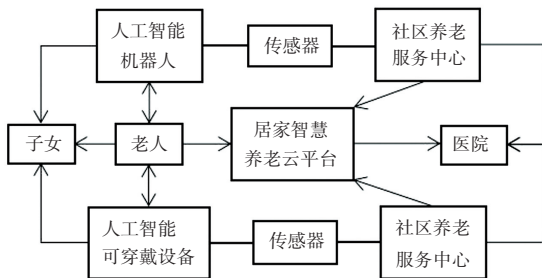 人工智能
机器人
传感器
社区养老
服务中心
子女
老人
居家智慧
养老云平台
医院
人工智能
可穿戴设备
传感器
社区养老
服务中心